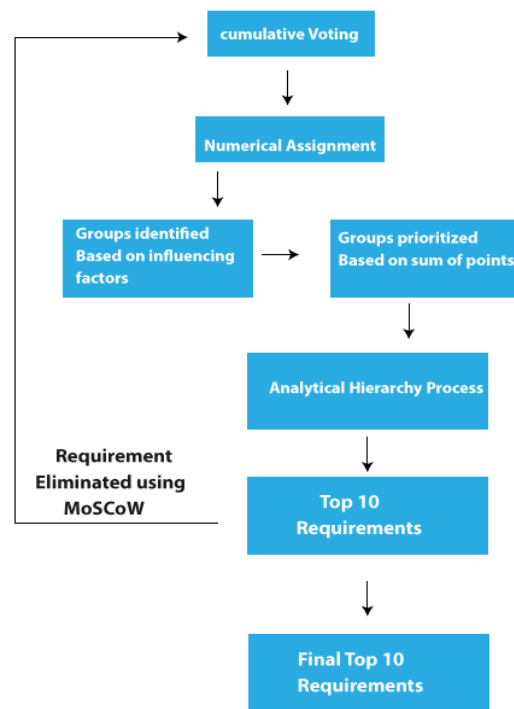 cumulative Voting
Numerical Assignment
Groups identified
Based on influencing
factors
Groups prioritized
Based on sum of points
Analytical Hierarchy Process
Requirement
Eliminated using
MoSCoW
Top 10
Requirements
Final Top 10
Requirements